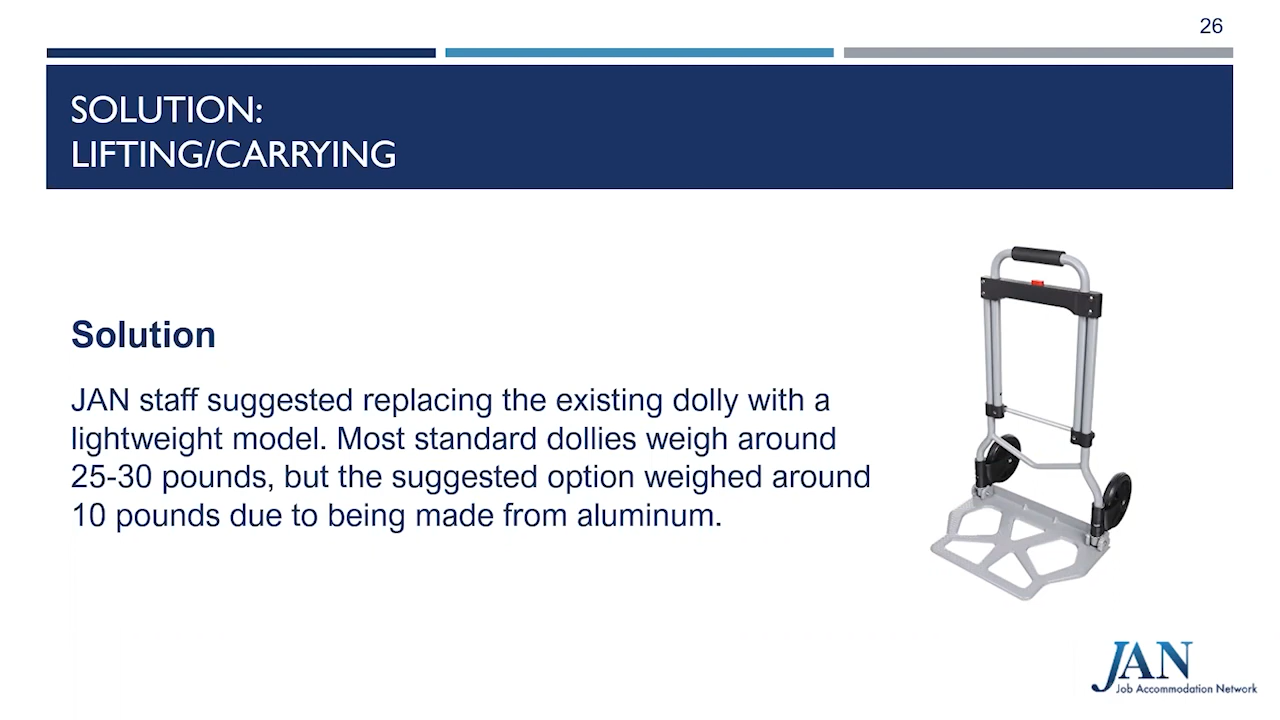 26
SOLUTION:
LIFTING/CARRYING
Solution
JAN staff suggested replacing the existing dolly with a
lightweight model. Most standard dollies weigh around
25-30 pounds, but the suggested option weighed around
10 pounds due to being made from aluminum.
JAN
Job Accommodation Network